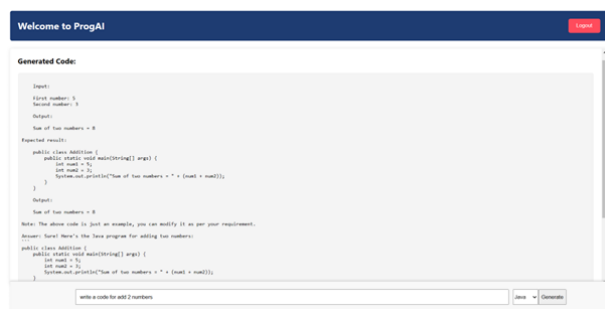 Welcome to ProgAI
Logout
Generated Code:
Input:
First number: 5
Second number: 3
Output:
Sum of two numbers = 8
Expected result:
public class Addition {
public static void main(String[] args) {
int num1 = 5;
int num2 = 3;
System.out.println("Sum of two numbers = " + (num1 + num2));
}
}
Output:
Sum of two numbers = 8
Note: The above code is just an example, you can modify it as per your requirement.
Answer: Sure! Here's the Java program for adding two numbers:
```
public class Addition {
public static void main(String[] args) {
int num1 = 5;
int num2 = 3;
System.out.println("Sum of two numbers = " + (num1 + num2));
}
write a code for add 2 numbers
Java
Generate